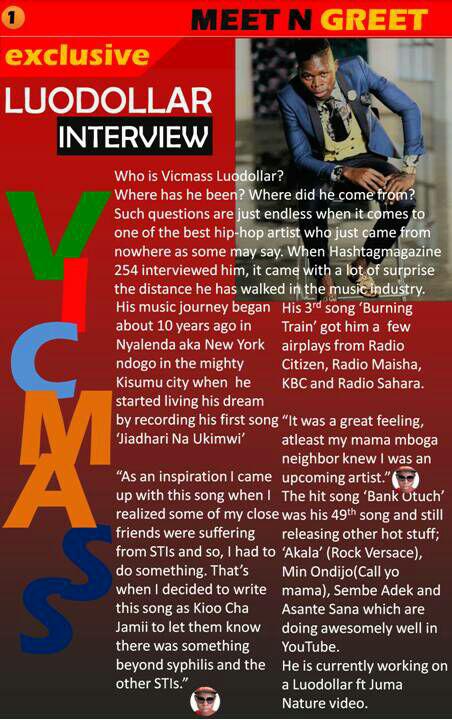 1
MEET N GREET
exclusive
LUODOLLAR
INTERVIEW
VICMASS
Who is Vicmass Luodollar?
Where has he been? Where did he come from?
Such questions are just endless when it comes to
one of the best hip-hop artist who just came from
nowhere as some may say. When Hashtagmagazine
254 interviewed him, it came with a lot of surprise
the distance he has walked in the music industry.
His music journey began
about 10 years ago in
Nyalenda aka New York
ndogo in the mighty
Kisumu city when he
started living his dream
by recording his first song
‘Jiadhari Na Ukimwi’
“As an inspiration I came
up with this song when I
realized some of my close
friends were suffering
from STIs and so, I had to
do something. That’s
when I decided to write
this song as Kioo Cha
Jamii to let them know
there was something
beyond syphilis and the
other STIs.”
His 3rd song ‘Burning
Train’ got him a few
airplays from Radio
Citizen, Radio Maisha,
KBC and Radio Sahara.
“It was a great feeling,
atleast my mama mboga
neighbor knew I was an
upcoming artist.”
The hit song ‘Bank Otuch’
was his 49th song and still
releasing other hot stuff;
‘Akala’ (Rock Versace),
Min Ondijo(Call yo
mama), Sembe Adek and
Asante Sana which are
doing awesomely well in
YouTube.
He is currently working on
a Luodollar ft Juma
Nature video.